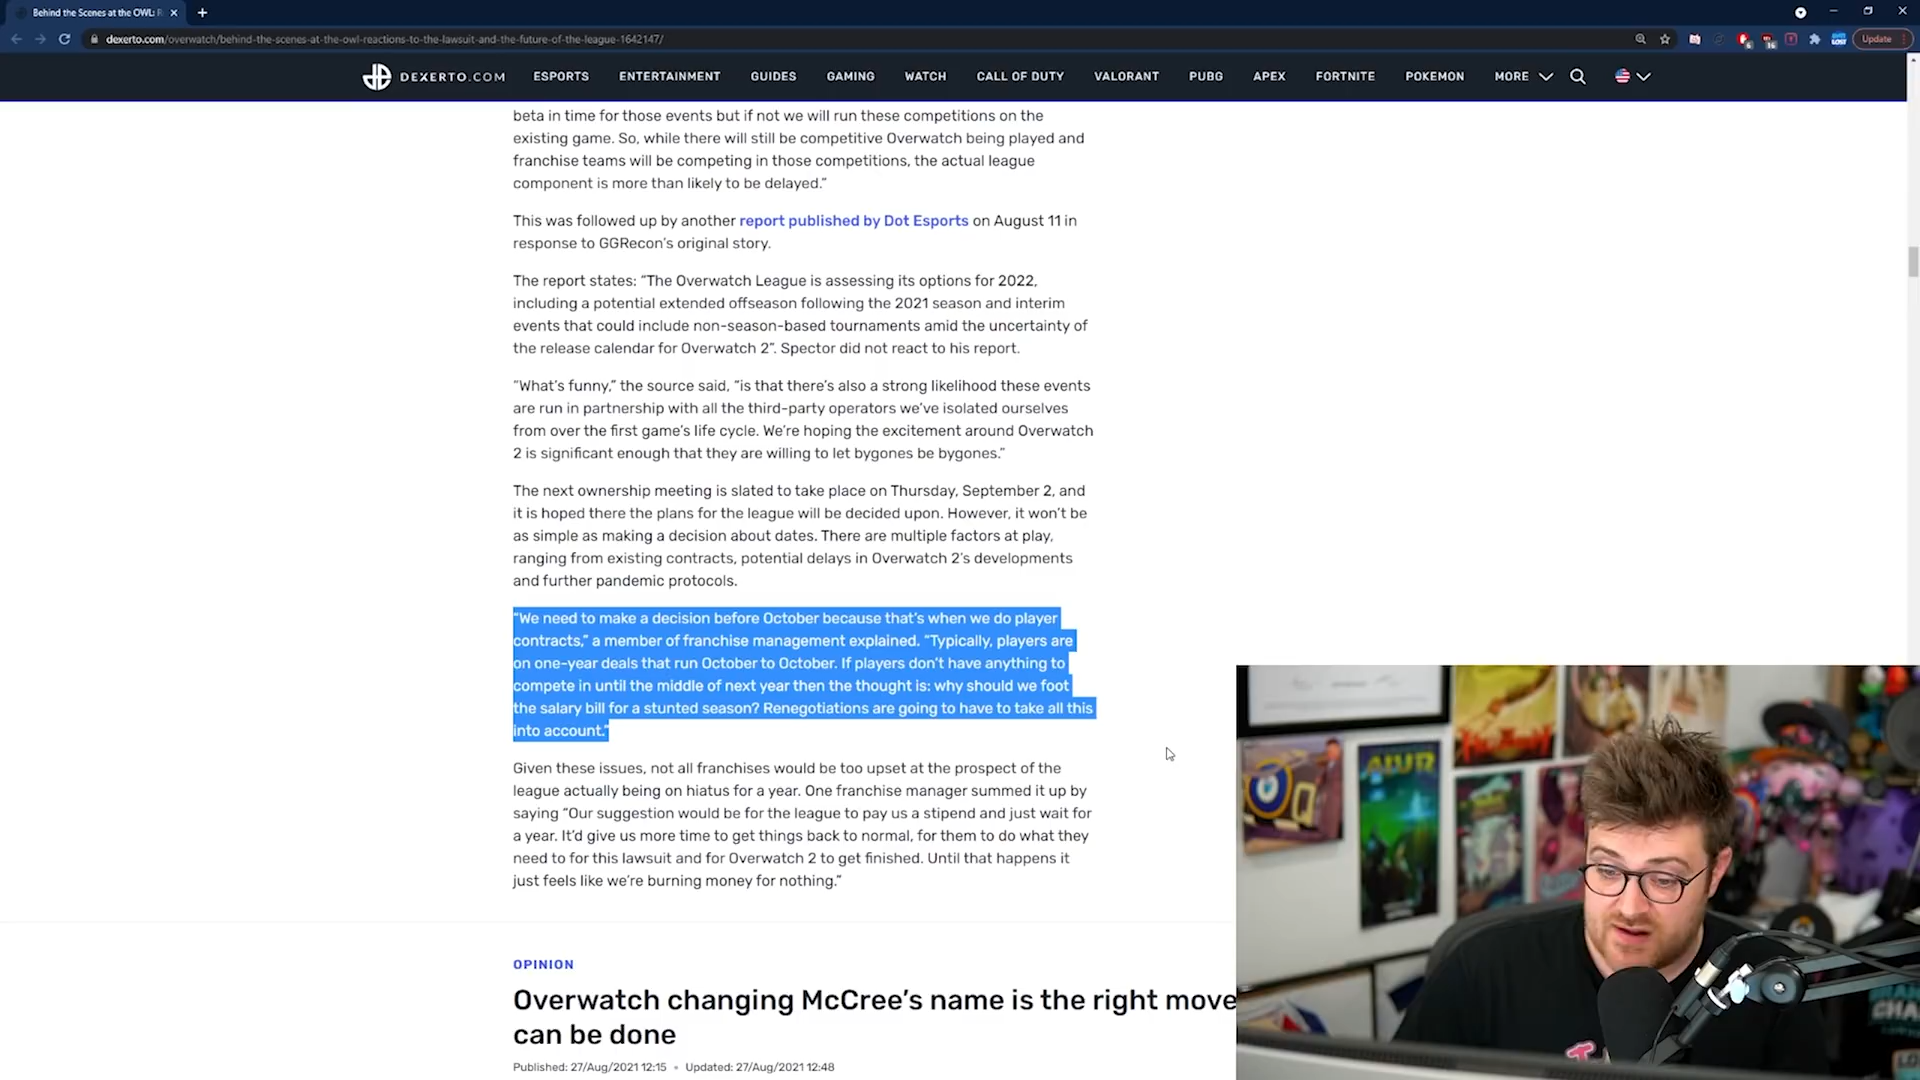 Behind the Scenes at the OWL: R
dexerto.com/overwatch/behind-the-scenes-at-the-owl-reactions-to-the-lawsuit-and-the-future-of-the-league-1642147/
Update
DEXERTO.COM
ESPORTS
ENTERTAINMENT
GUIDES
GAMING
WATCH
CALL OF DUTY
VALORANT
PUBG
APEX
FORTNITE
POKEMON
MORE
beta in time for those events but if not we will run these competitions on the
existing game. So, while there will still be competitive Overwatch being played and
franchise teams will be competing in those competitions, the actual league
component is more than likely to be delayed.”
This was followed up by another report published by Dot Esports on August 11 in
response to GGRecon’s original story.
The report states: “The Overwatch League is assessing its options for 2022,
including a potential extended offseason following the 2021 season and interim
events that could include non-season-based tournaments amid the uncertainty of
the release calendar for Overwatch 2”. Spector did not react to his report.
“What’s funny,” the source said, “is that there’s also a strong likelihood these events
are run in partnership with all the third-party operators we’ve isolated ourselves
from over the first game’s life cycle. We’re hoping the excitement around Overwatch
2 is significant enough that they are willing to let bygones be bygones.”
The next ownership meeting is slated to take place on Thursday, September 2, and
it is hoped there the plans for the league will be decided upon. However, it won’t be
as simple as making a decision about dates. There are multiple factors at play,
ranging from existing contracts, potential delays in Overwatch 2’s developments
and further pandemic protocols.
“We need to make a decision before October because that’s when we do player
contracts,” a member of franchise management explained. “Typically, players are
on one-year deals that run October to October. If players don’t have anything to
compete in until the middle of next year then the thought is: why should we foot
the salary bill for a stunted season? Renegotiations are going to have to take all this
into account.”
Given these issues, not all franchises would be too upset at the prospect of the
league actually being on hiatus for a year. One franchise manager summed it up by
saying “Our suggestion would be for the league to pay us a stipend and just wait for
a year. It’d give us more time to get things back to normal, for them to do what they
need to for this lawsuit and for Overwatch 2 to get finished. Until that happens it
just feels like we’re burning money for nothing.”
OPINION
Overwatch changing McCree’s name is the right move
can be done
Published: 27/Aug/2021 12:15 • Updated: 27/Aug/2021 12:48